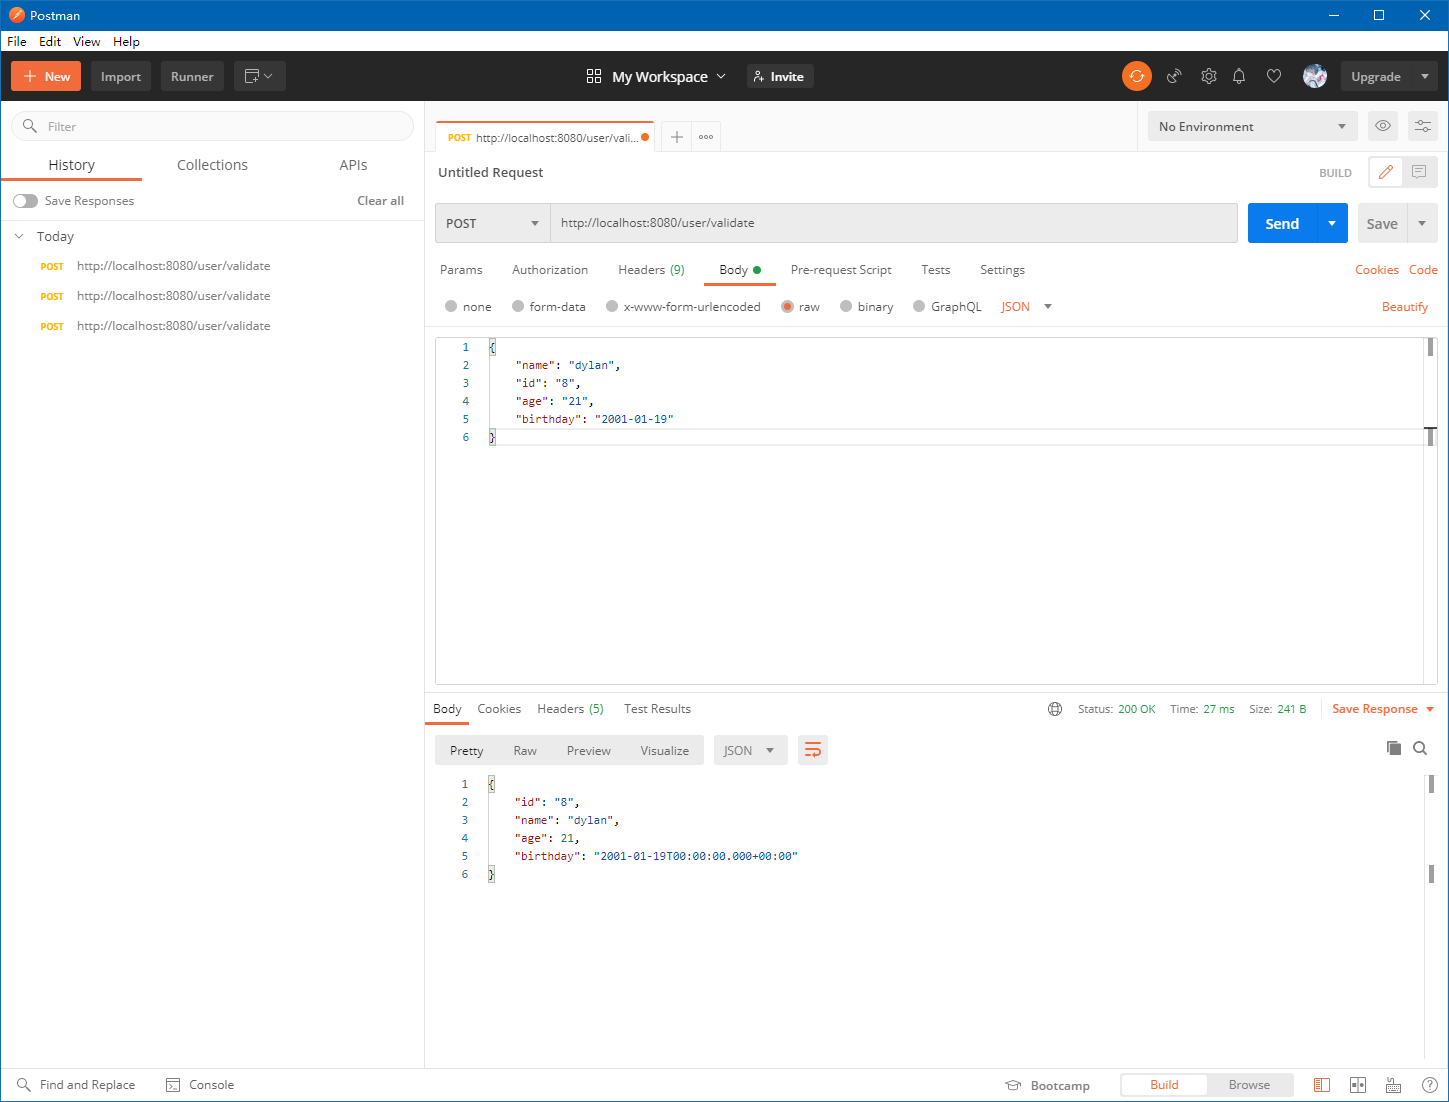 Postman
File Edit View Help
New Import Runner My Workspace Invite Upgrade
Filter
History Collections APIs
Save Responses Clear all
Today
POST http://localhost:8080/user/validate
POST http://localhost:8080/user/validate
POST http://localhost:8080/user/validate
POST http://localhost:8080/user/vali...
No Environment
Untitled Request BUILD
POST http://localhost:8080/user/validate Send Save
Params Authorization Headers (9) Body Pre-request Script Tests Settings Cookies Code
none form-data x-www-form-urlencoded raw binary GraphQL JSON Beautify
1 {
2 "name": "dylan",
3 "id": "8",
4 "age": "21",
5 "birthday": "2001-01-19"
6 }
Body Cookies Headers (5) Test Results Status: 200 OK Time: 27 ms Size: 241 B Save Response
Pretty Raw Preview Visualize JSON
1 {
2 "id": "8",
3 "name": "dylan",
4 "age": 21,
5 "birthday": "2001-01-19T00:00:00.000+00:00"
6 }
Find and Replace Console Bootcamp Build Browse